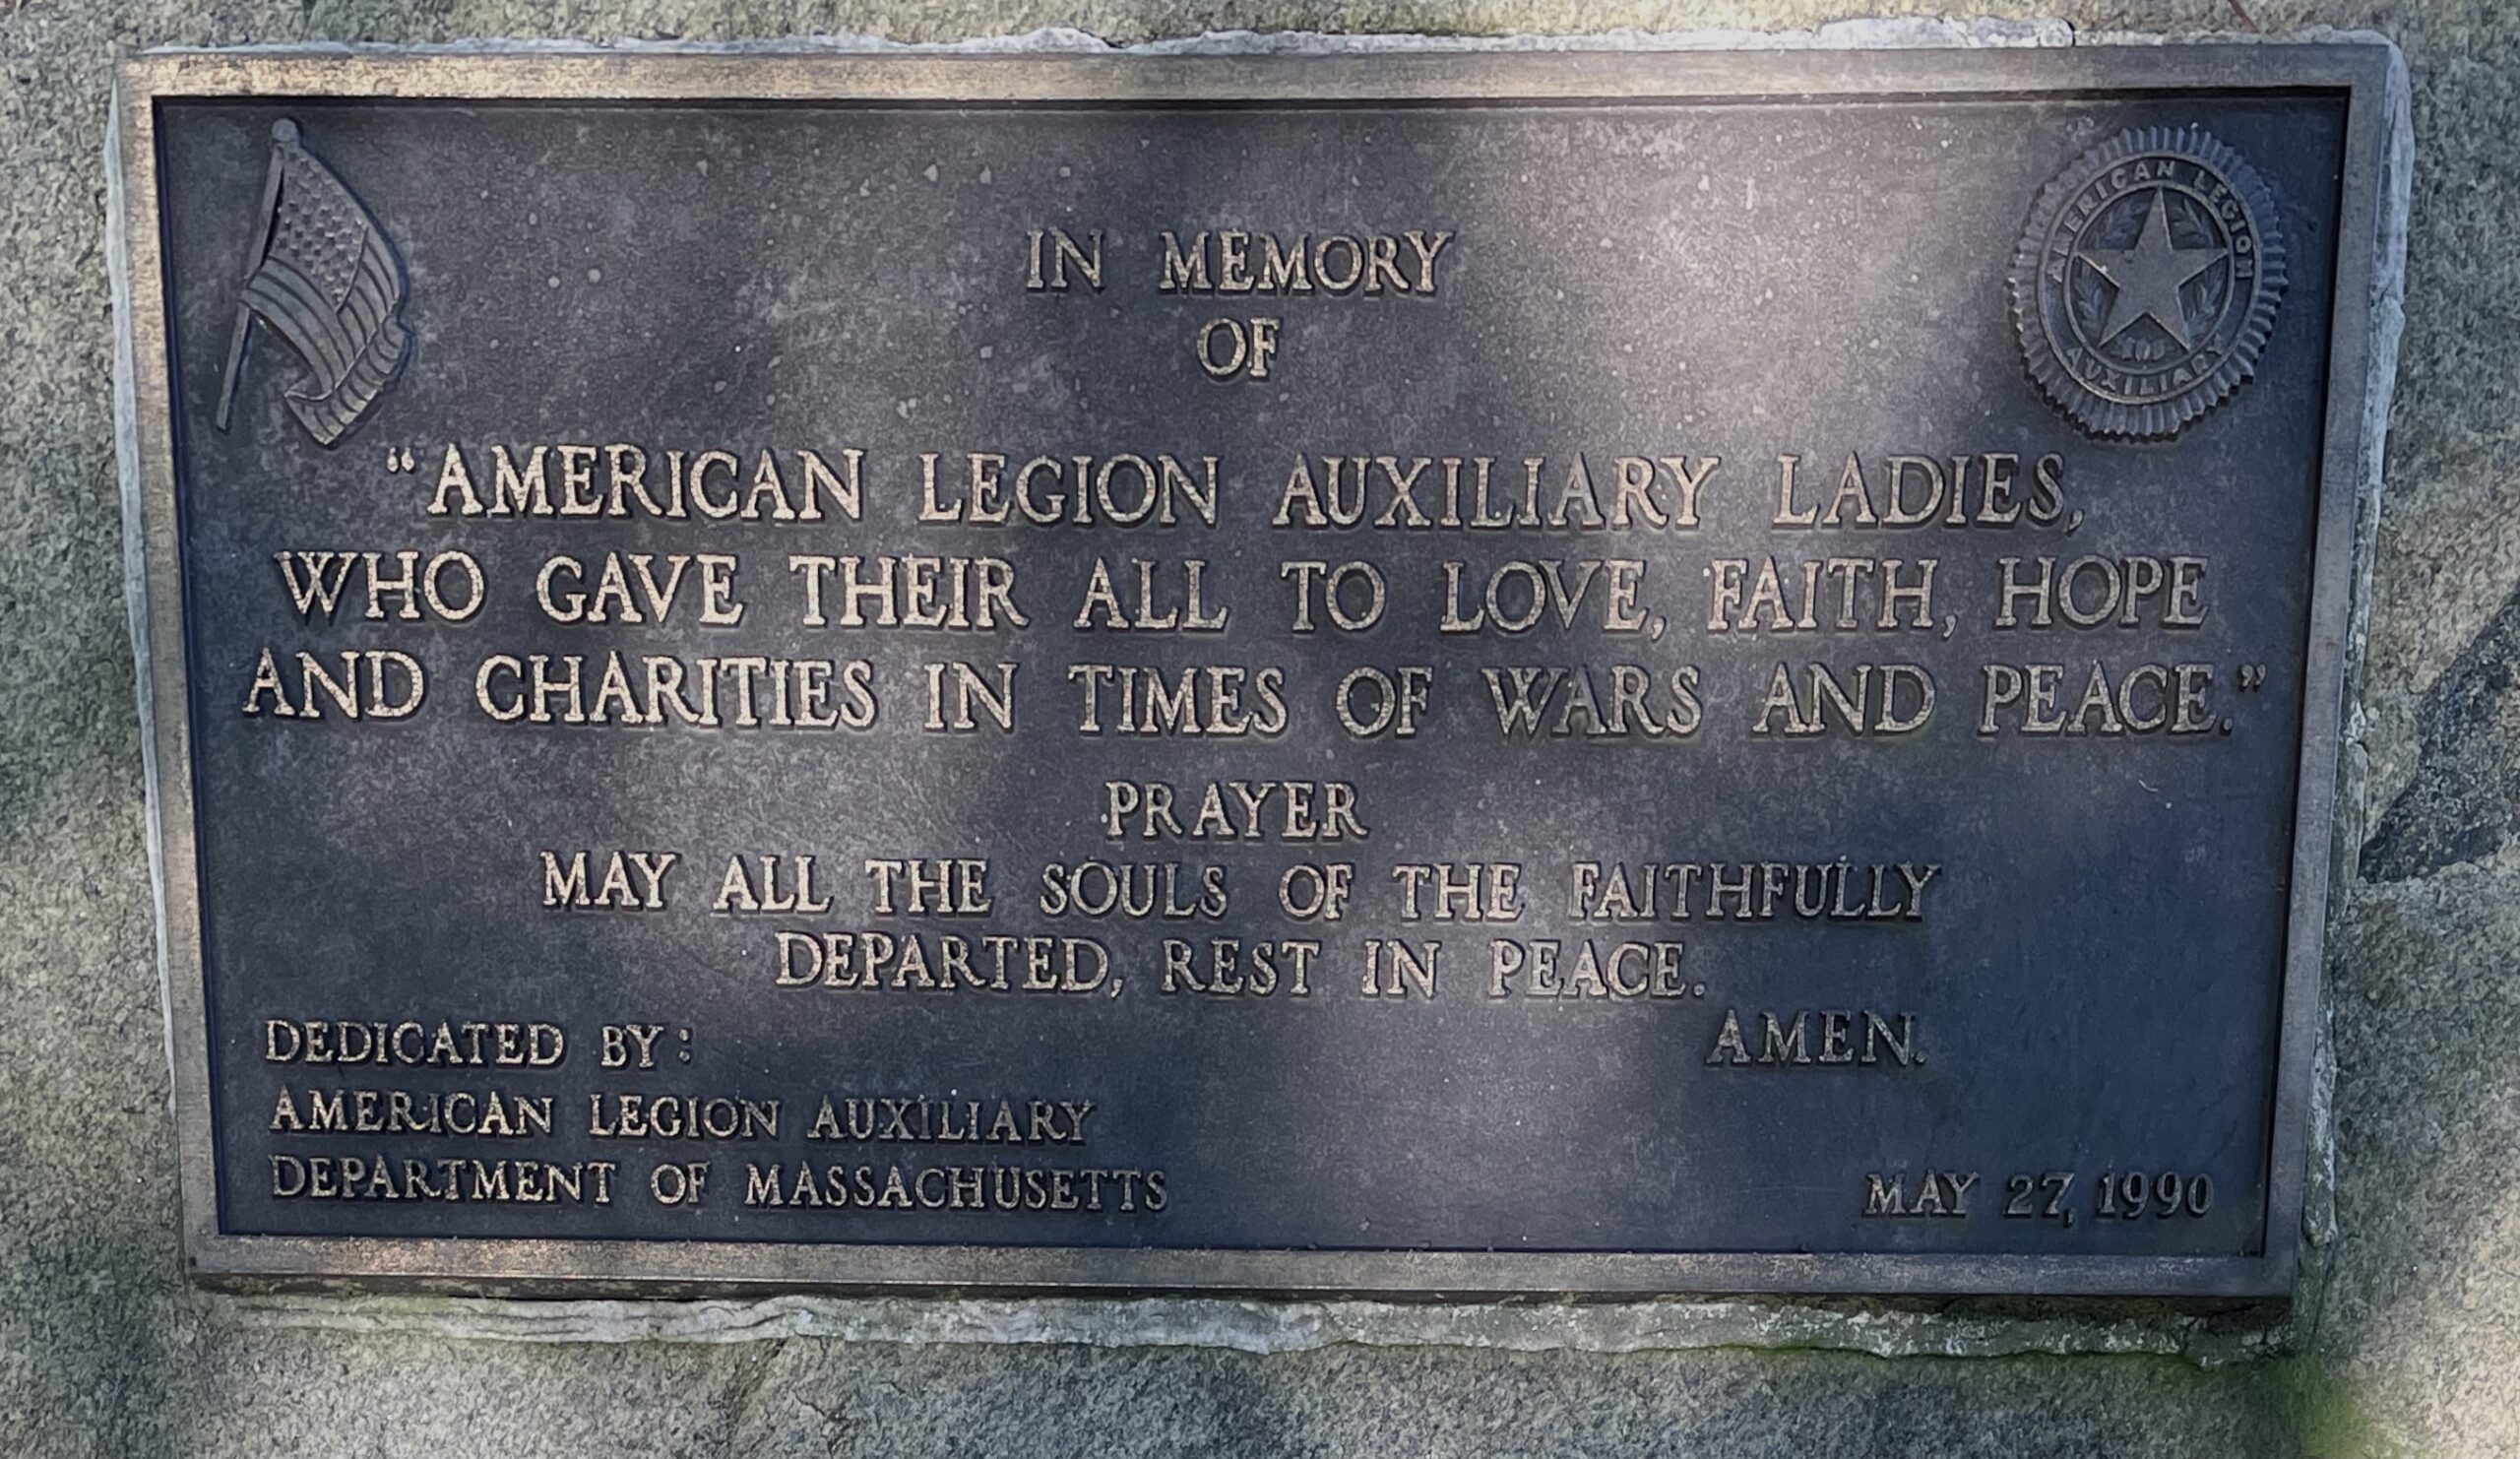 AMERICAN LEGION
AUXILIARY
IN MEMORY
OF
“AMERICAN LEGION AUXILIARY LADIES,
WHO GAVE THEIR ALL TO LOVE, FAITH, HOPE
AND CHARITIES IN TIMES OF WARS AND PEACE.”
PRAYER
MAY ALL THE SOULS OF THE FAITHFULLY
DEPARTED, REST IN PEACE.
AMEN.
DEDICATED BY:
AMERICAN LEGION AUXILIARY
DEPARTMENT OF MASSACHUSETTS
MAY 27, 1990